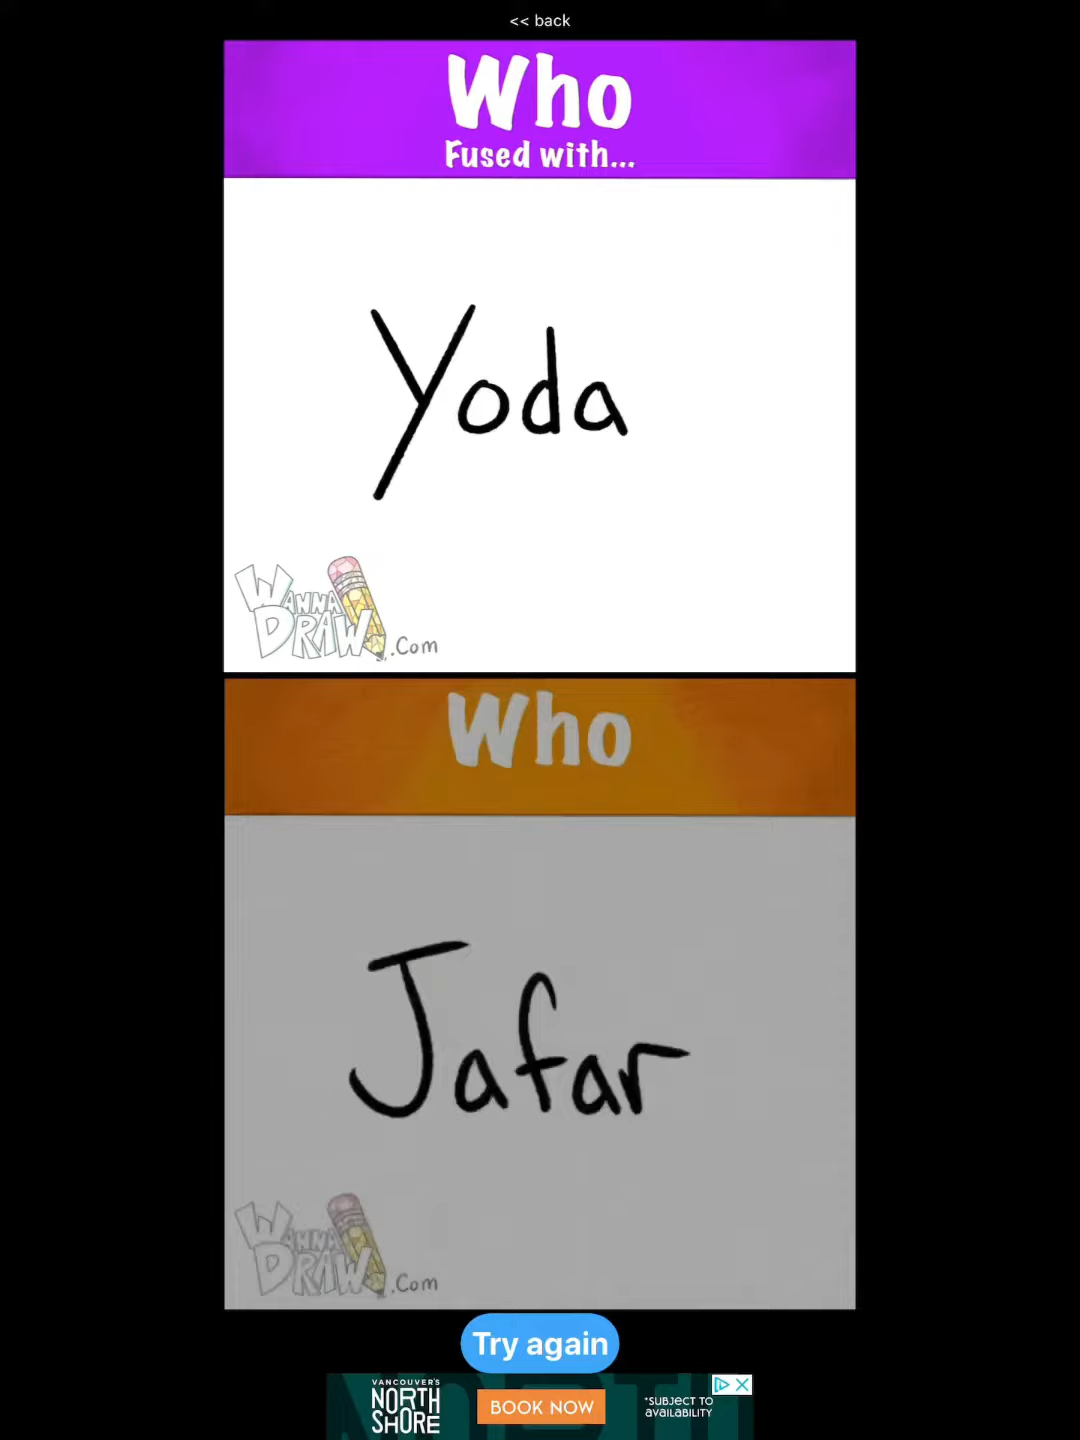 << back
Who
Fused with...
Yoda
WANNA
DRAW.Com
Who
Jafar
WANNA
DRAW.Com
Try again
VANCOUVER'S
NORTH
SHORE
BOOK NOW
*SUBJECT TO
AVAILABILITY